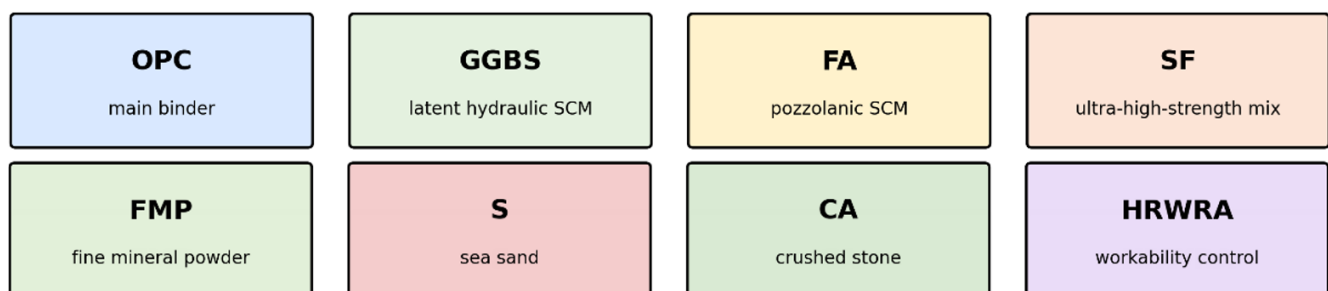 OPC
main binder
GGBS
latent hydraulic SCM
FA
pozzolanic SCM
SF
ultra-high-strength mix
FMP
fine mineral powder
S
sea sand
CA
crushed stone
HRWRA
workability control